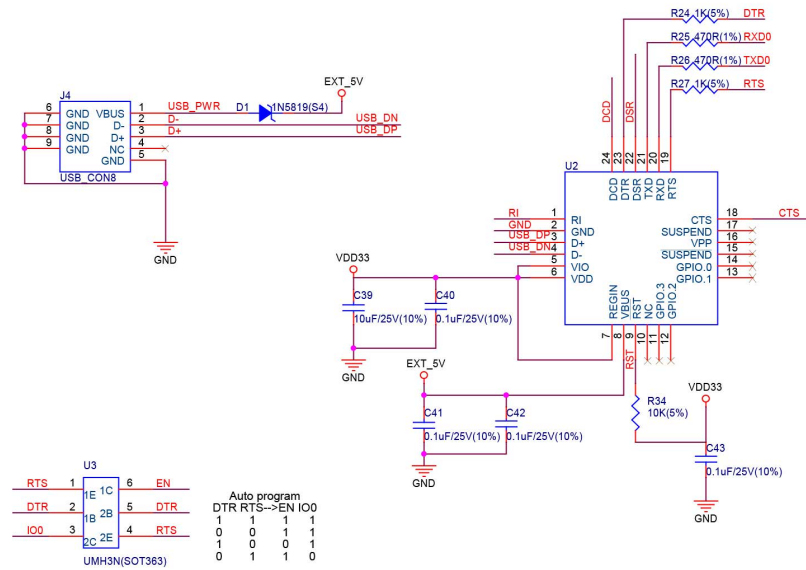 R24 1K(5%) DTR
R25 470R(1%) RXD0
R26 470R(1%) TXD0
R27 1K(5%) RTS
J4
6 GND VBUS 1 USB_PWR
7 GND D- 2 D- USB_DN
8 GND D+ 3 D+ USB_DP
9 GND NC 4
GND 5
USB_CON8
D1 1N5819(S4)
EXT_5V
GND
DCD
DSR
24 23 22 21 20 19
U2
DCD DTR DSR TXD RXD RTS
RI 1 RI
GND 2 GND
USB_DP 3 D+
USB_DN 4 D-
5 VIO
6 VDD
CTS 18 CTS
SUSPEND 17
VPP 16
SUSPEND 15
GPIO.0 14
GPIO.1 13
REGIN VBUS RST NC GPIO.3 GPIO.2
7 8 9 10 11 12
RST
VDD33
C39
10uF/25V(10%)
C40
0.1uF/25V(10%)
GND
EXT_5V
C41
0.1uF/25V(10%)
C42
0.1uF/25V(10%)
GND
R34
10K(5%)
VDD33
C43
0.1uF/25V(10%)
GND
U3
RTS 1 1E 1C 6 EN
DTR 2 1B 2B 5 DTR
IO0 3 2C 2E 4 RTS
UMH3N(SOT363)
Auto program
DTR RTS-->EN IO0
1 1 1 1
0 0 1 1
1 0 0 1
0 1 1 0